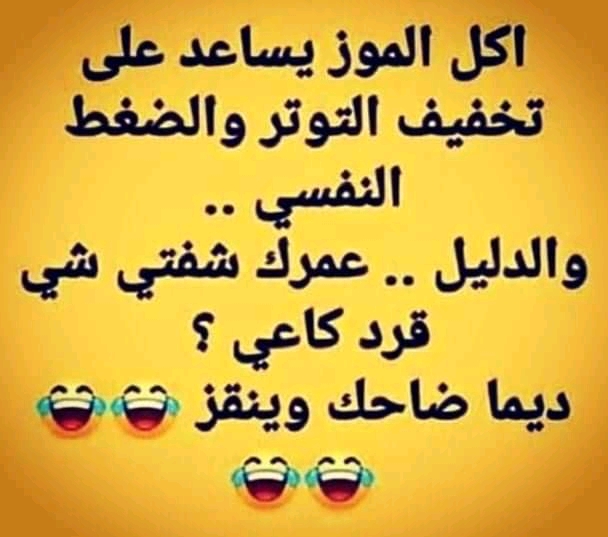 اكل الموز يساعد على
تخفيف التوتر والضغط
النفسي ..
والدليل .. عمرك شفتي شي
قرد كاعي ؟
ديما ضاحك وينقز 😂😂
😂😂